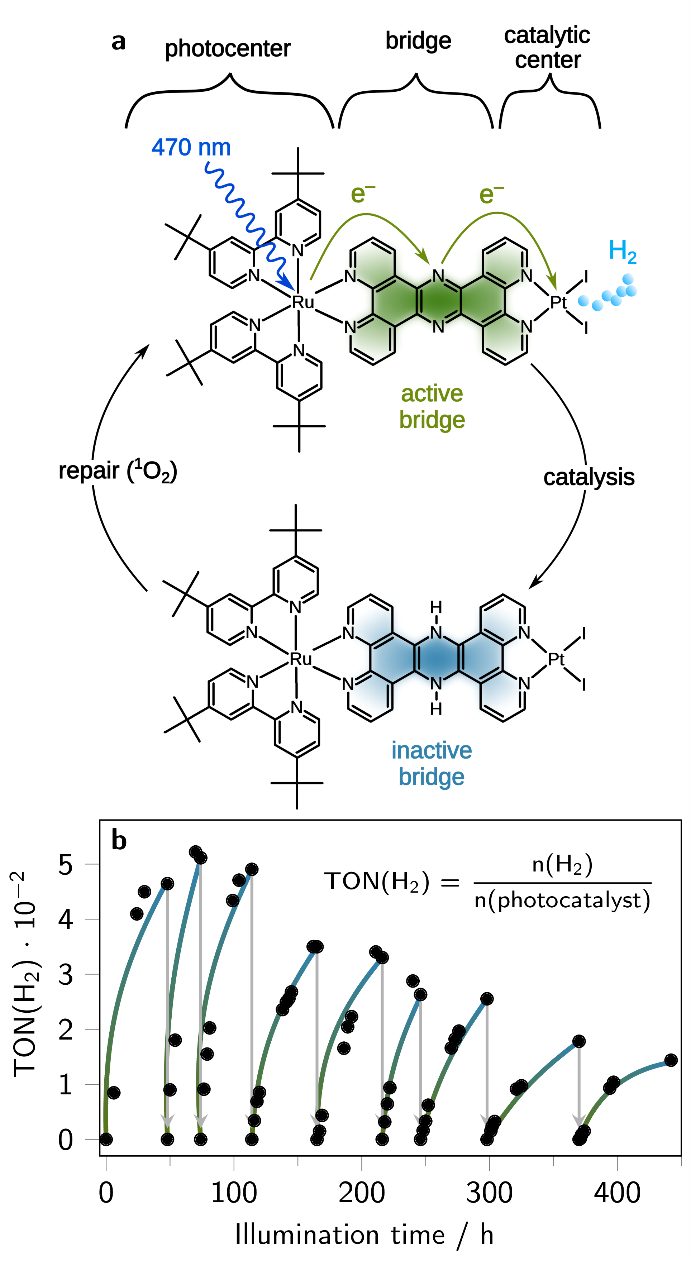 a
photocenter
bridge
catalytic
center
470 nm
e⁻
e⁻
H₂
N
N
N
N
N
N
N
N
N
N
Ru
Pt
I
I
active
bridge
repair (¹O₂)
catalysis
H
N
N
N
N
N
N
N
N
N
N
H
Ru
Pt
I
I
inactive
bridge
b
TON(H₂) = n(H₂)
n(photocatalyst)
TON(H₂) · 10⁻²
5
4
3
2
1
0
0 100 200 300 400
Illumination time / h